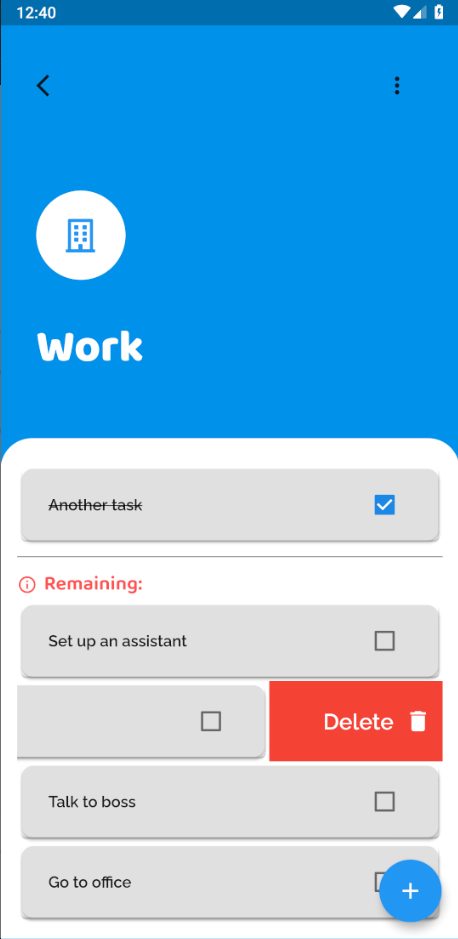 12:40
Work
Another task
Remaining:
Set up an assistant
Delete
Talk to boss
Go to office
+